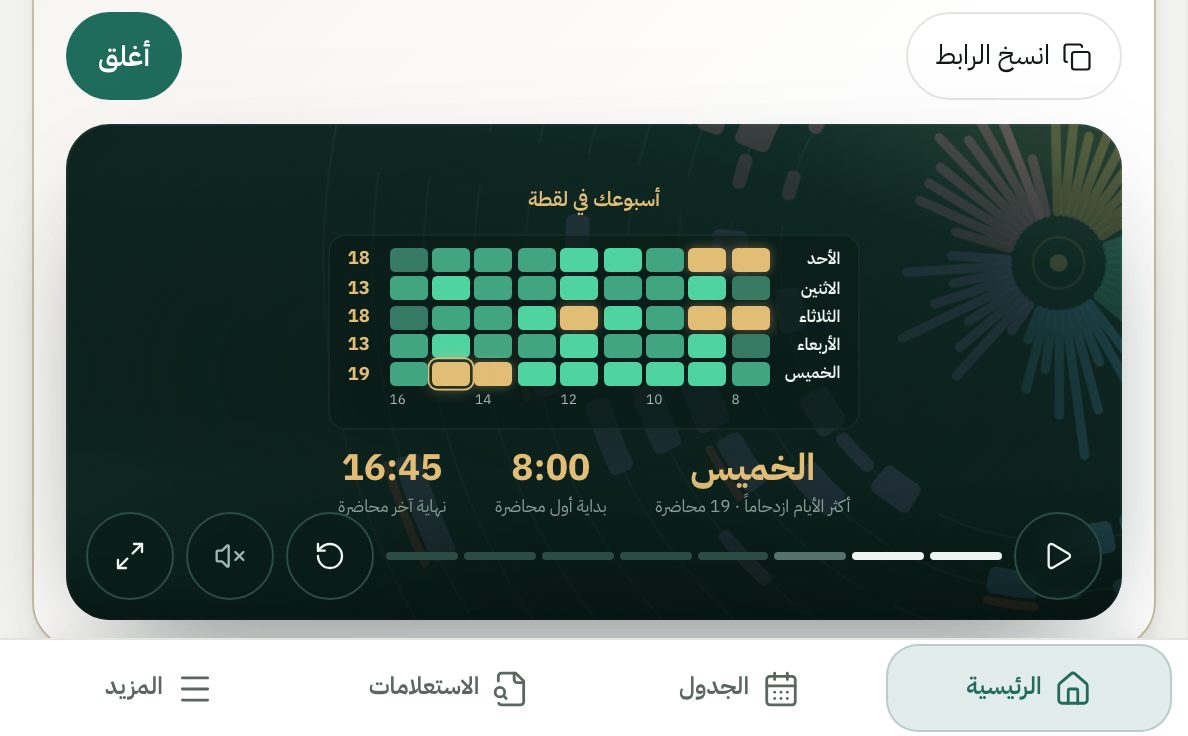 انسخ الرابط
أغلق
أسبوعك في لقطة
الأحد 18
الاثنين 13
الثلاثاء 18
الأربعاء 13
الخميس 19
8 10 12 14 16
الخميس 8:00 16:45
أكثر الأيام ازدحاماً · 19 محاضرة بداية أول محاضرة نهاية آخر محاضرة
الرئيسية الجدول الاستعلامات المزيد